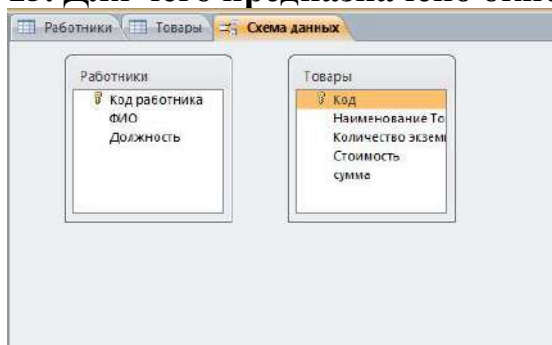 Работники Товары Схема данных
Работники
Код работника
ФИО
Должность
Товары
Код
Наименование То
Количество экзем
Стоимость
сумма